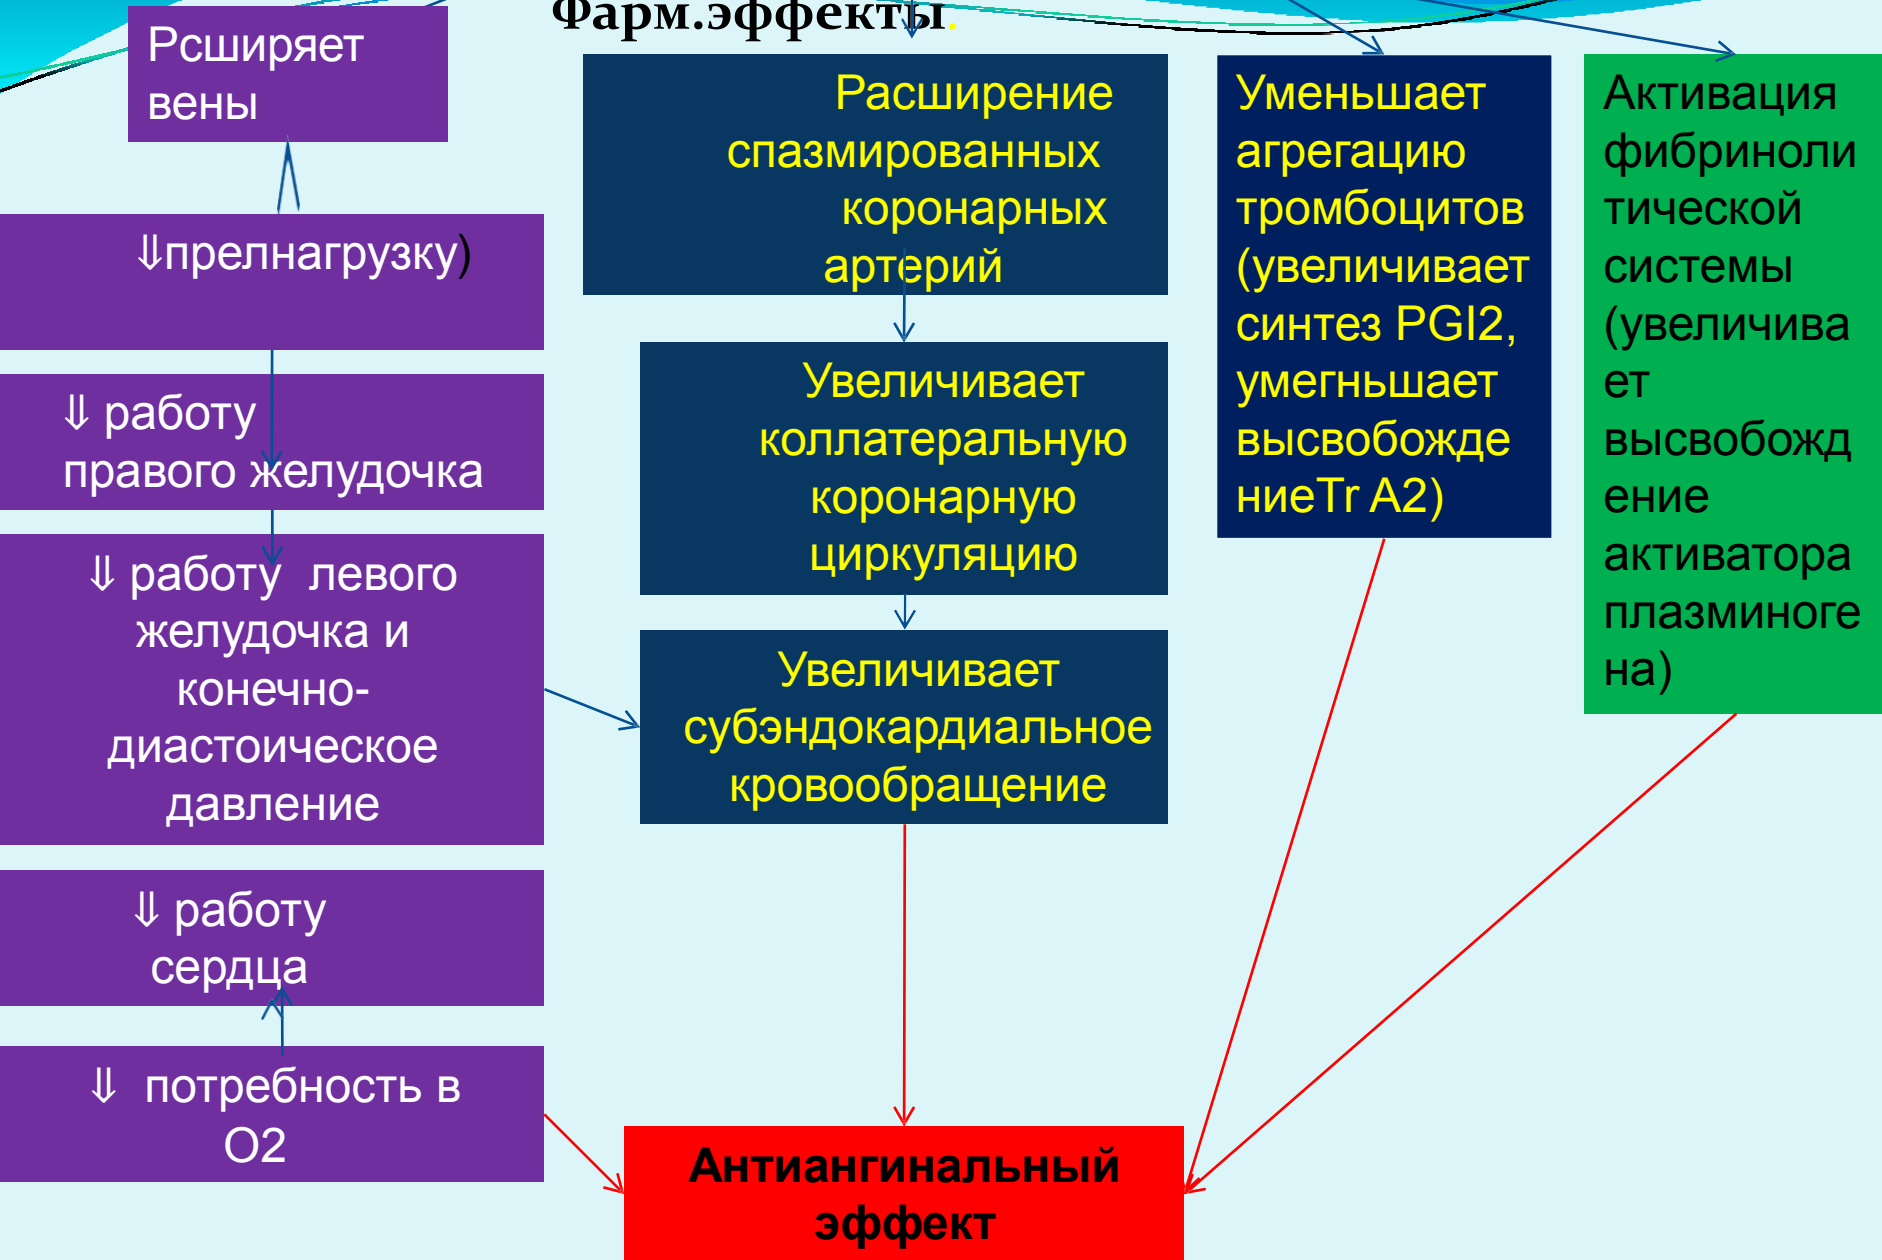 Фарм.эффекты.
Рсширяет
вены
⇓прелнагрузку)
⇓ работу
правого желудочка
⇓ работу левого
желудочка и
конечно-
диастоическое
давление
⇓ работу
сердца
⇓ потребность в
О2
Расширение
спазмированных
коронарных
артерий
Увеличивает
коллатеральную
коронарную
циркуляцию
Увеличивает
субэндокардиальное
кровообращение
Уменьшает
агрегацию
тромбоцитов
(увеличивает
синтез PGI2,
умегньшает
высвобожде
ниеTr A2)
Активация
фибриноли
тической
системы
(увеличива
ет
высвобожд
ение
активатора
плазминоге
на)
Антиангинальный
эффект